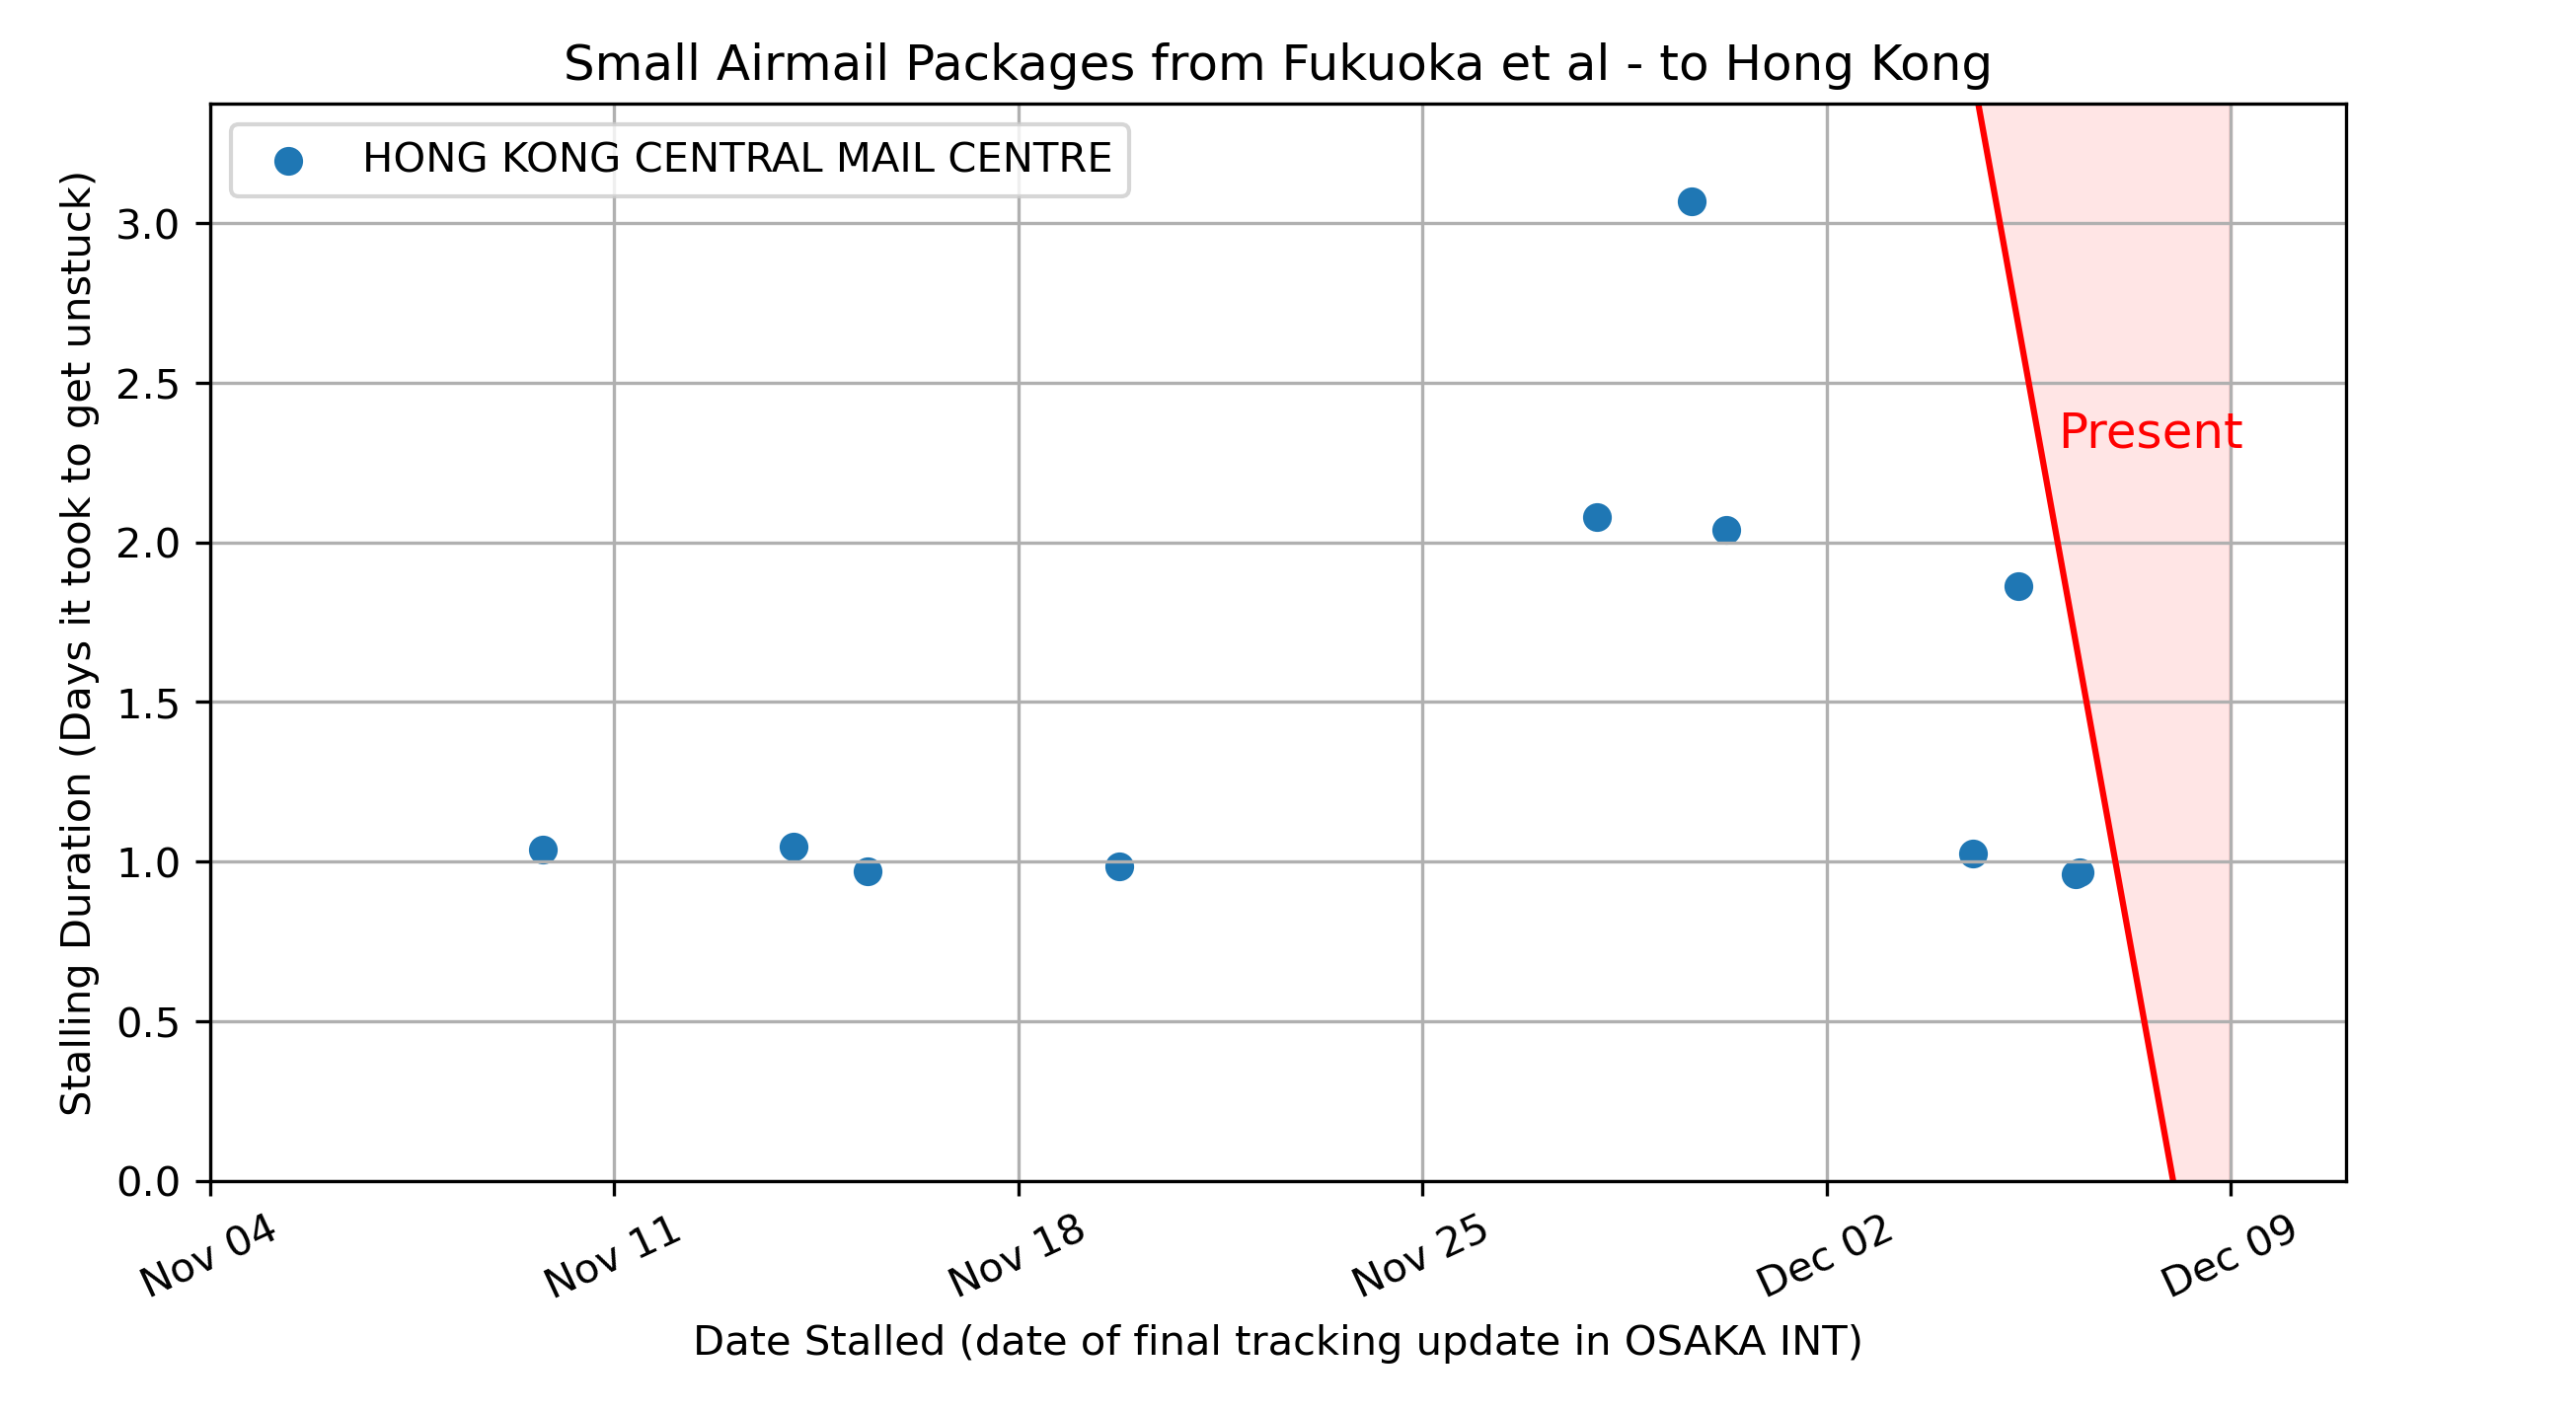 Small Airmail Packages from Fukuoka et al - to Hong Kong
HONG KONG CENTRAL MAIL CENTRE
Stalling Duration (Days it took to get unstuck)
3.0
2.5
2.0
1.5
1.0
0.5
0.0
Present
Nov 04
Nov 11
Nov 18
Nov 25
Dec 02
Dec 09
Date Stalled (date of final tracking update in OSAKA INT)